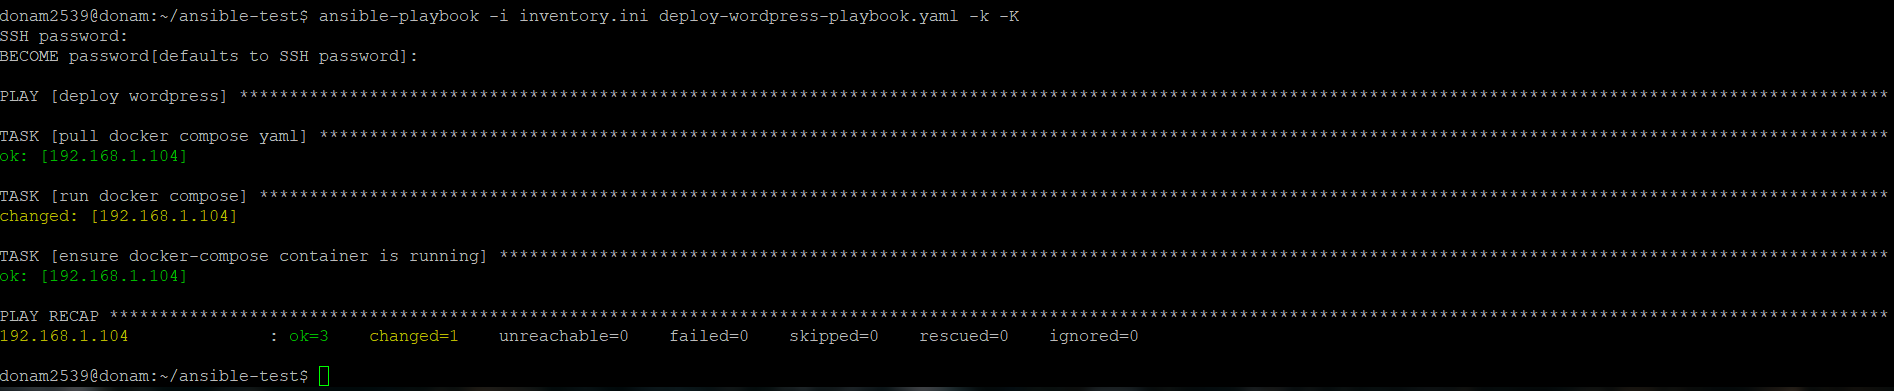 donam2539@donam:~/ansible-test$ ansible-playbook -i inventory.ini deploy-wordpress-playbook.yaml -k -K
SSH password:
BECOME password[defaults to SSH password]:
PLAY [deploy wordpress] *********************************************************************************************************************************************************************
TASK [pull docker compose yaml] *************************************************************************************************************************************************************
ok: [192.168.1.104]
TASK [run docker compose] *******************************************************************************************************************************************************************
changed: [192.168.1.104]
TASK [ensure docker-compose container is running] *******************************************************************************************************************************************
ok: [192.168.1.104]
PLAY RECAP **********************************************************************************************************************************************************************************
192.168.1.104              : ok=3    changed=1    unreachable=0    failed=0    skipped=0    rescued=0    ignored=0
donam2539@donam:~/ansible-test$